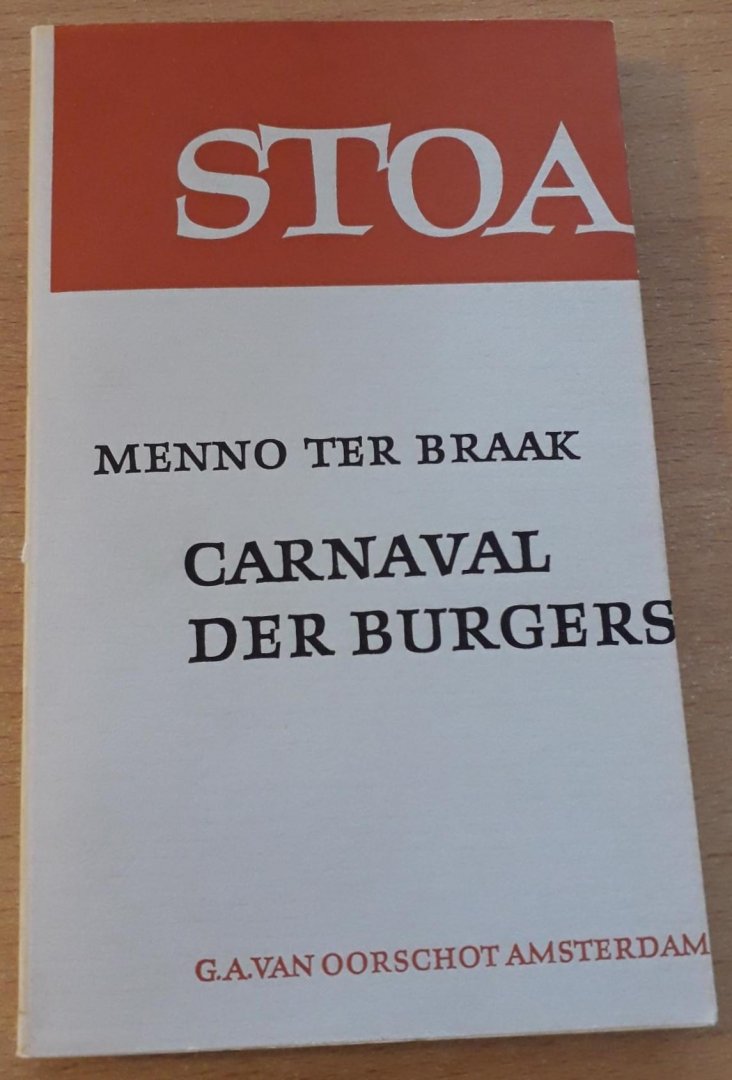 STOA
MENNO TER BRAAK
CARNAVAL
DER BURGERS
G.A.VAN OORSCHOT AMSTERDAM